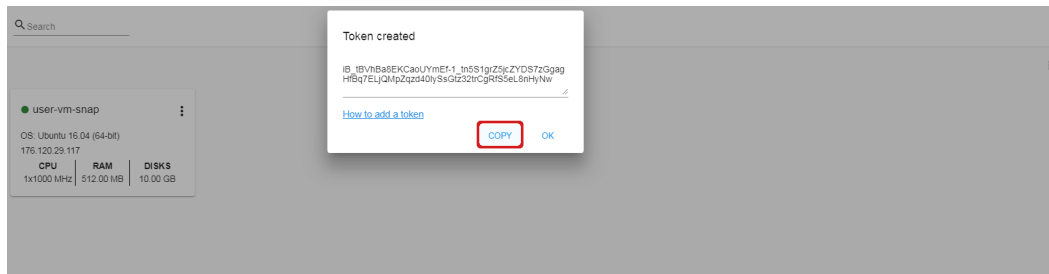 Search
Token created
iB_tBVhBa8EKCaoUYmEf-1_tn5S1grZ5jcZYDS7zGgag
HfBq7ELjQMpZqzd40lySsGfz32trCgRfS5eL8nHyNw
How to add a token
COPY OK
user-vm-snap
OS: Ubuntu 16.04 (64-bit)
176.120.29.117
CPU RAM DISKS
1x1000 MHz 512.00 MB 10.00 GB